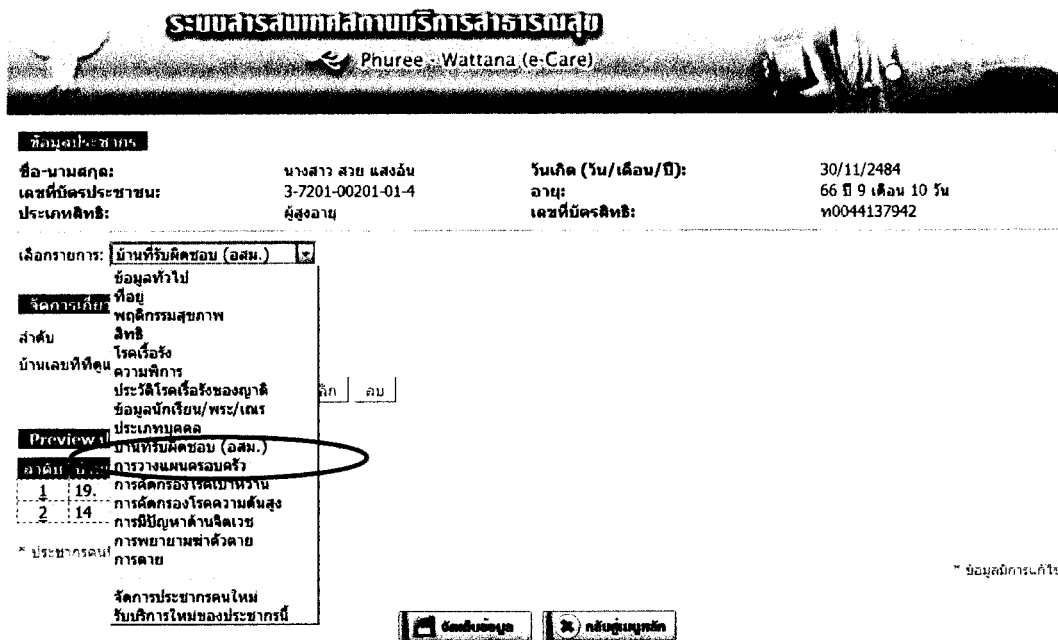 ระบบสารสนเทศสถานบริการสาธารณสุข
Phuree - Wattana (e-Care)
ข้อมูลประชากร
ชื่อ-นามสกุล: นางสาว สวย แสงอ้น วันเกิด (วัน/เดือน/ปี): 30/11/2484
เลขที่บัตรประชาชน: 3-7201-00201-01-4 อายุ: 66 ปี 9 เดือน 10 วัน
ประเภทสิทธิ: ผู้สูงอายุ เลขที่บัตรสิทธิ: ท0044137942
เลือกรายการ: บ้านที่รับผิดชอบ (อสม.)
ข้อมูลทั่วไป
จัดการเกี่ยว ที่อยู่
พฤติกรรมสุขภาพ
ลำดับ สิทธิ
โรคเรื้อรัง
บ้านเลขที่ที่ดูแ ความพิการ
ประวัติโรคเรื้อรังของญาติ ลบ
ข้อมูลนักเรียน/พระ/เณร
ประเภทบุคคล
Preview บ้านที่รับผิดชอบ (อสม.)
ลำดับ การวางแผนครอบครัว
1 19. การคัดกรองโรคเบาหวาน
การคัดกรองโรคความดันสูง
2 14 การมีปัญหาด้านจิตเวช
การพยายามฆ่าตัวตาย
* ประชากรคนนี้ การตาย
* ข้อมูลมีการแก้ไข
จัดการประชากรคนใหม่
รับบริการใหม่ของประชากรนี้
จัดเก็บข้อมูล กลับสู่เมนูหลัก